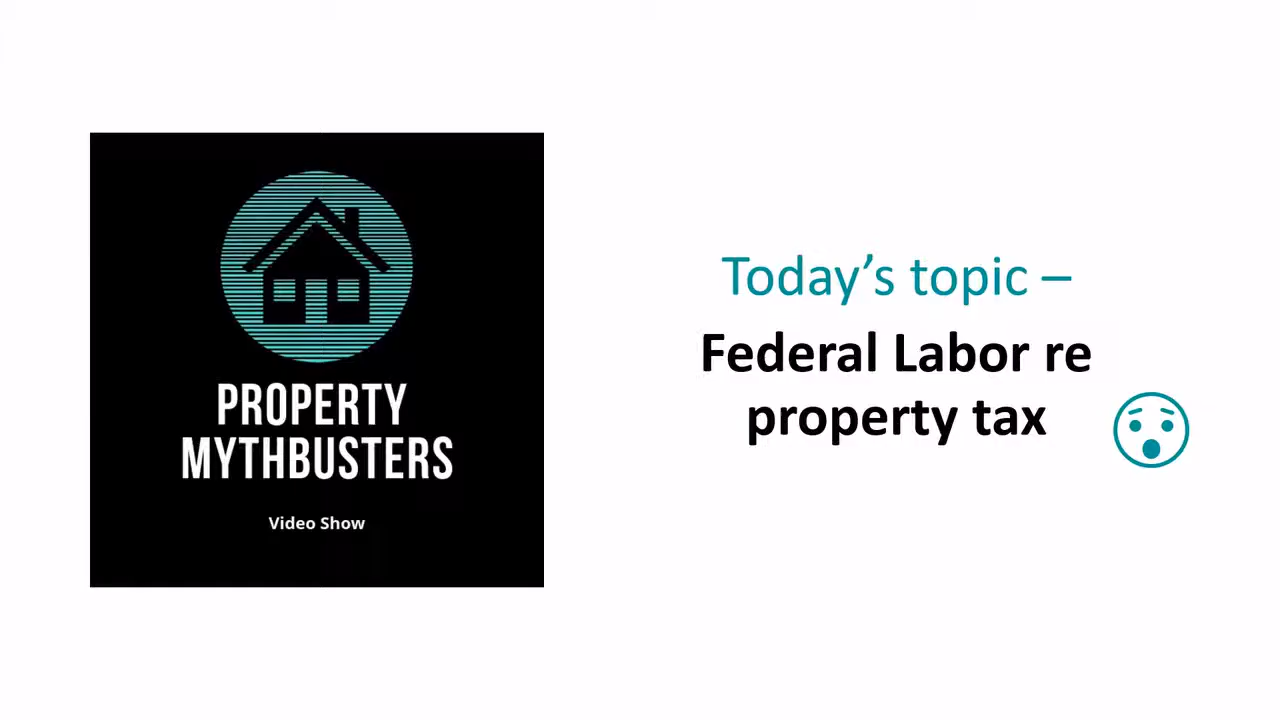 PROPERTY
MYTHBUSTERS
Video Show
Today’s topic –
Federal Labor re
property tax